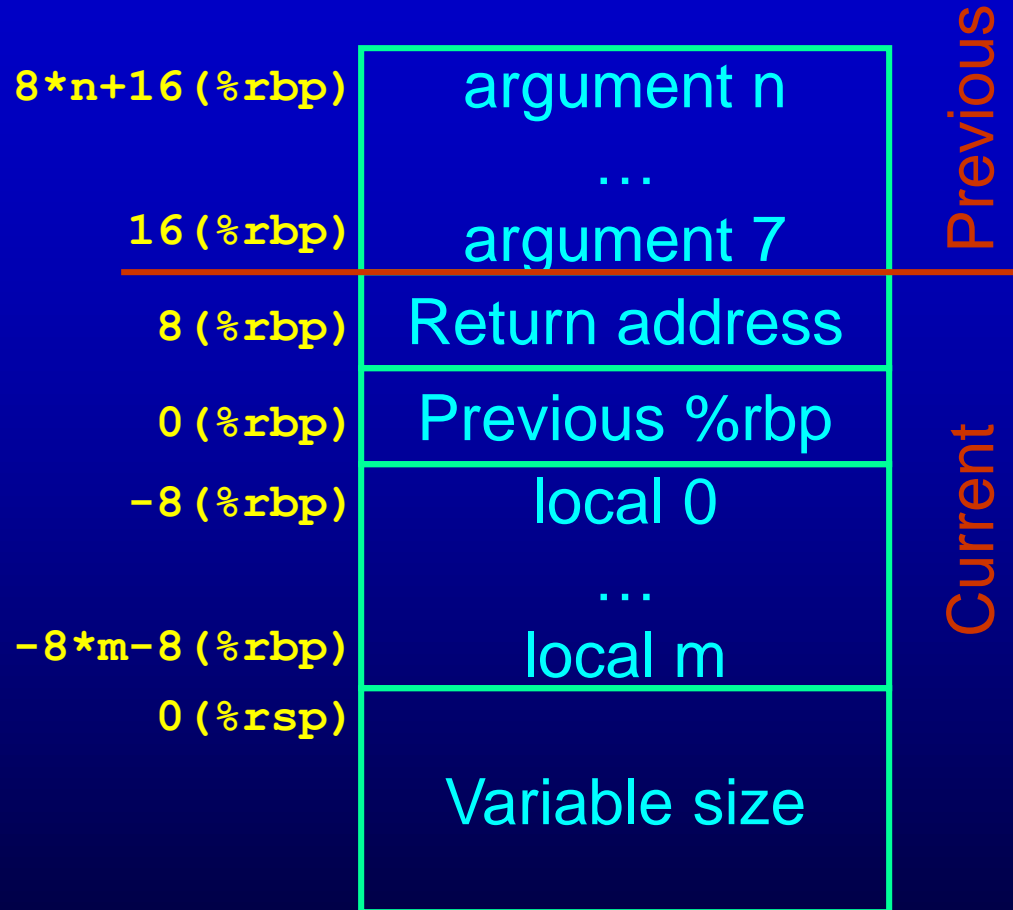 Previous
8*n+16(%rbp) argument n
…
16(%rbp) argument 7
8(%rbp) Return address
0(%rbp) Previous %rbp
-8(%rbp) local 0
…
Current
-8*m-8(%rbp) local m
0(%rsp)
Variable size